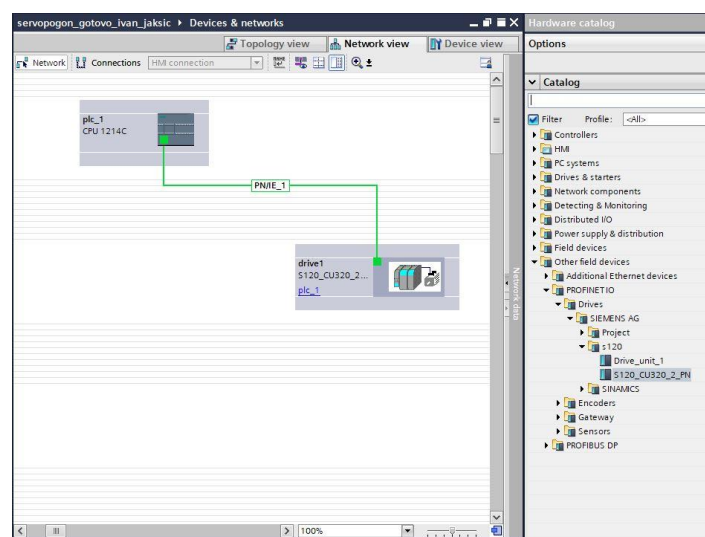 servopogon_gotovo_ivan_jaksic ▸ Devices & networks
Topology view
Network view
Device view
Network
Connections
HMI connection
plc_1
CPU 1214C
PN/IE_1
drive1
S120_CU320_2...
plc_1
100%
Network data
Hardware catalog
Options
Catalog
Filter
Profile:
<All>
Controllers
HMI
PC systems
Drives & starters
Network components
Detecting & Monitoring
Distributed I/O
Power supply & distribution
Field devices
Other field devices
Additional Ethernet devices
PROFINET IO
Drives
SIEMENS AG
Project
s120
Drive_unit_1
S120_CU320_2_PN
SINAMICS
Encoders
Gateway
Sensors
PROFIBUS DP